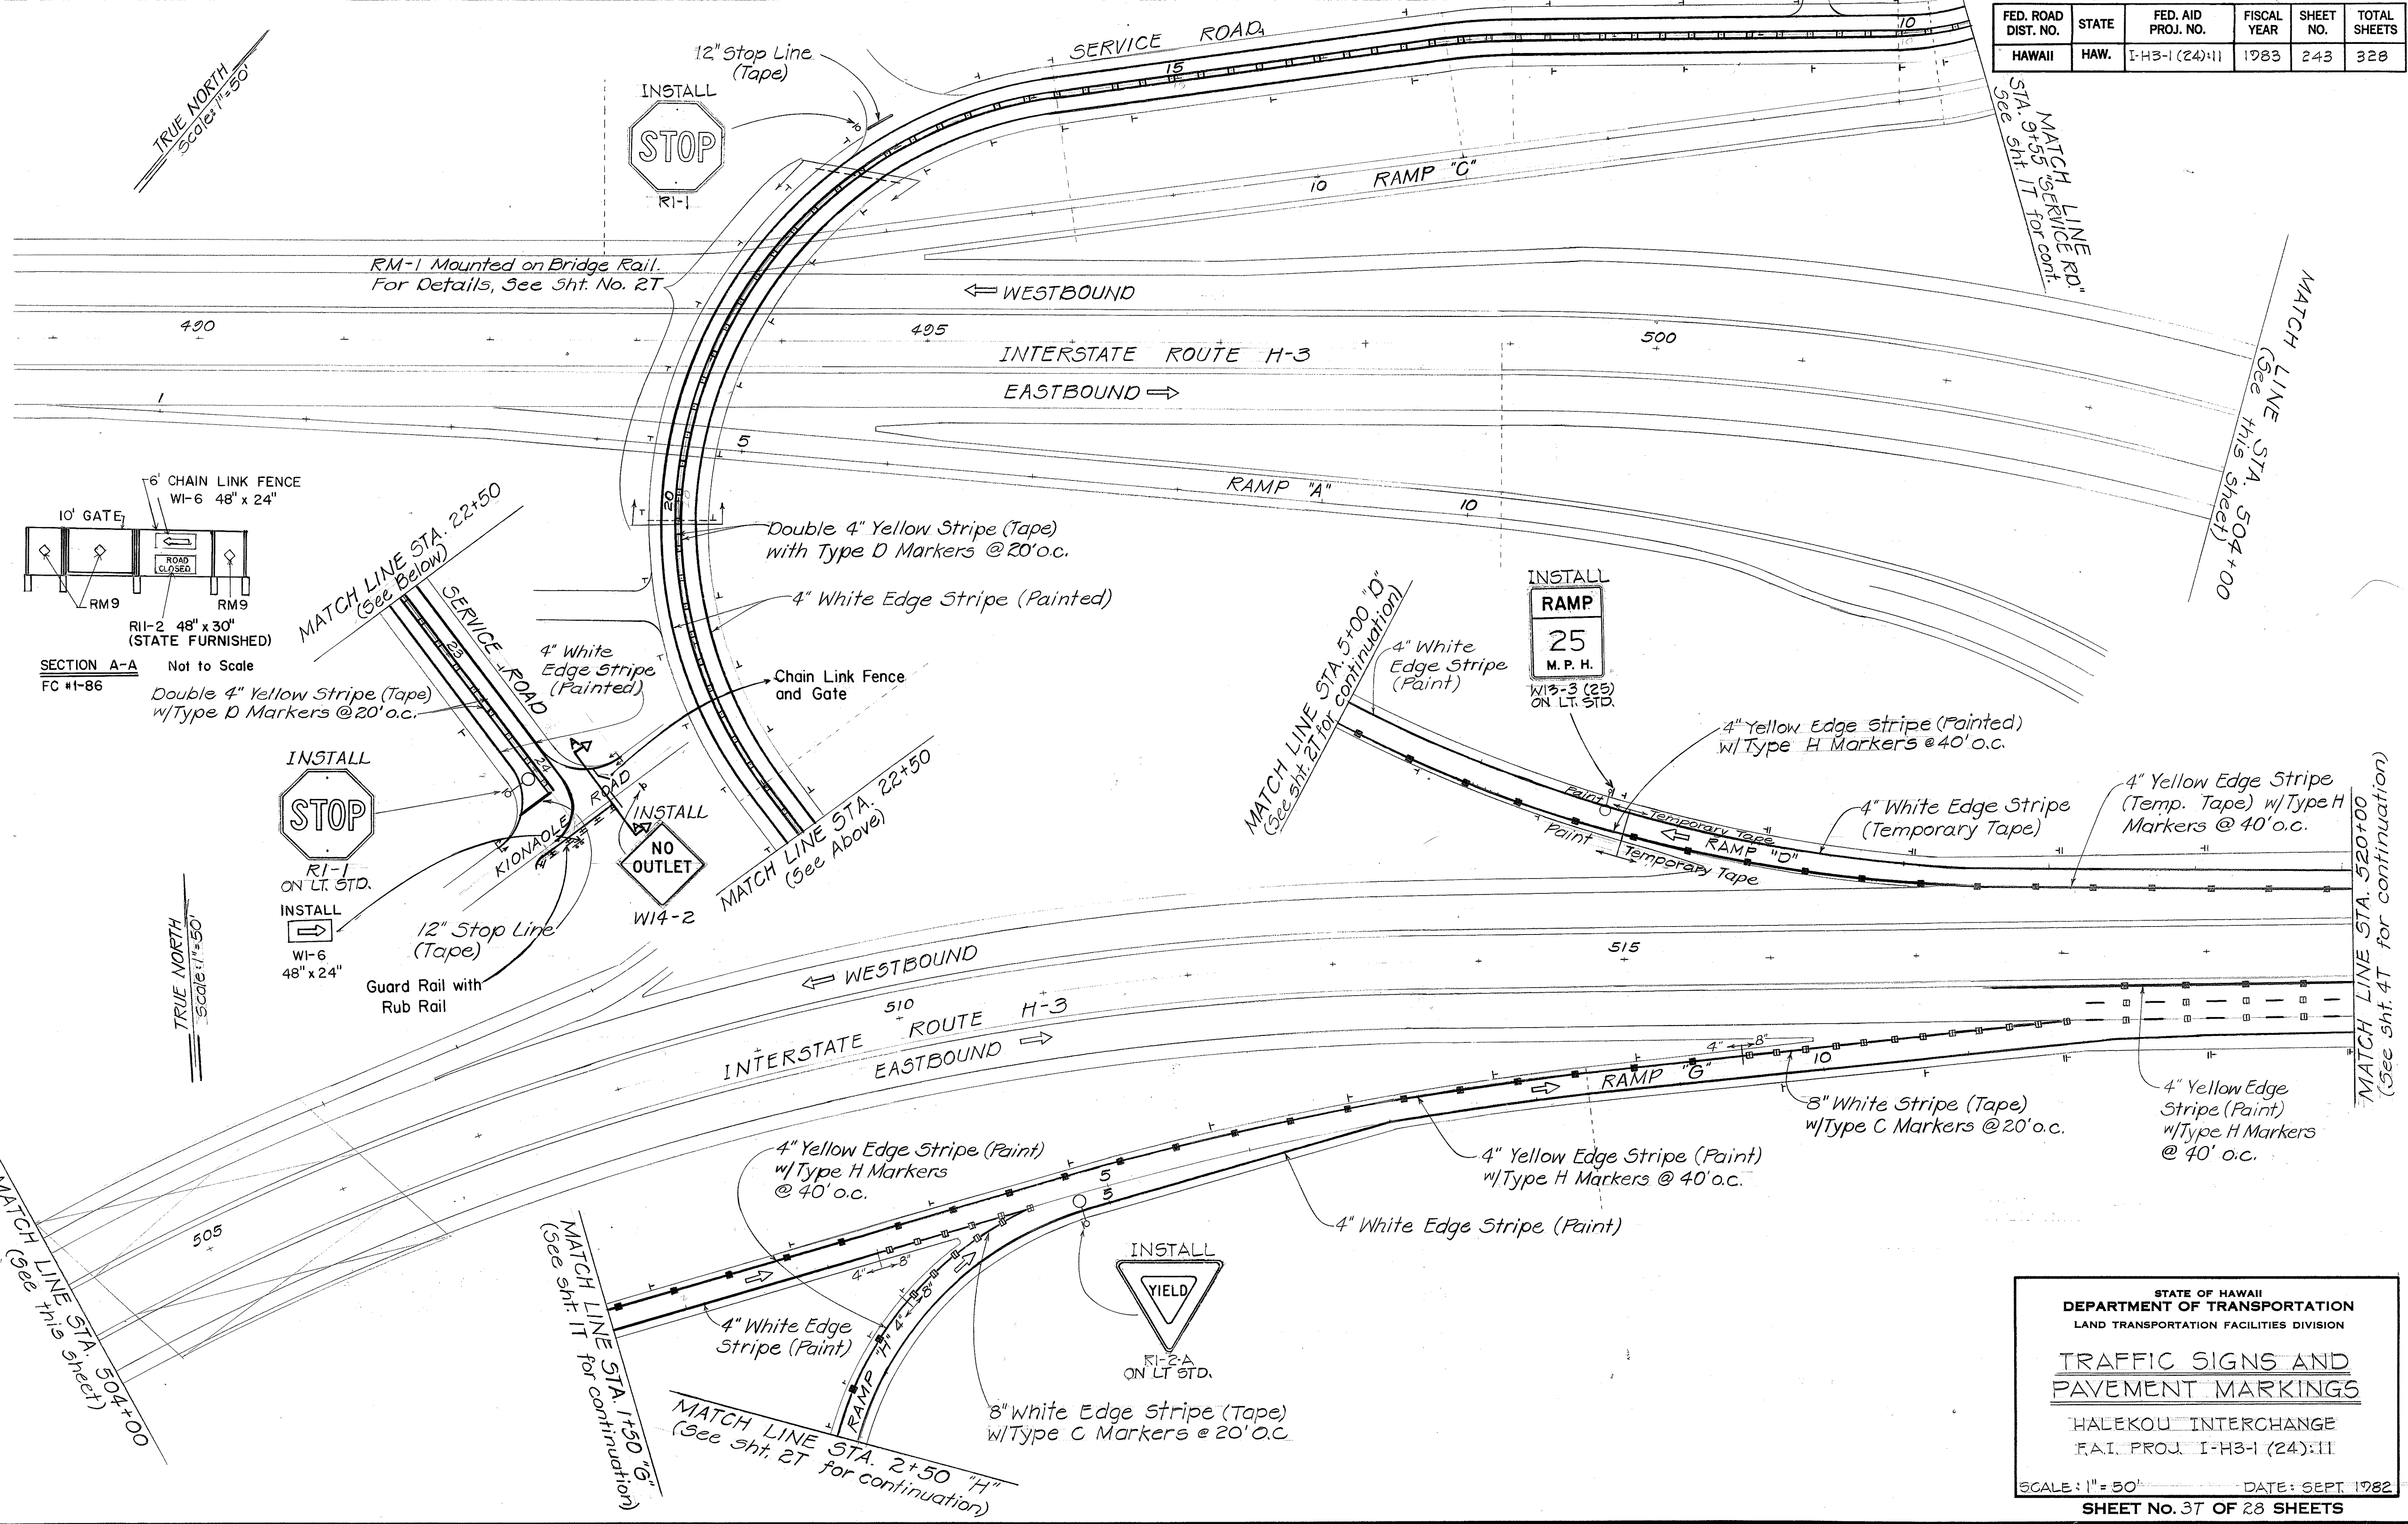 FED. ROAD DIST. NO.
STATE
FED. AID PROJ. NO.
FISCAL YEAR
SHEET NO.
TOTAL SHEETS
HAWAII
HAW.
I-H3-1(24):11
1983
243
328
TRUE NORTH
Scale: 1"=50'
12" Stop Line
(Tape)
INSTALL
STOP
R1-1
SERVICE ROAD
15
10
RAMP "C"
10
MATCH LINE
STA. 9+55 "SERVICE RD."
See Sht. 1T for cont.
RM-1 Mounted on Bridge Rail.
For Details, See Sht. No. 2T
WESTBOUND
490
495
500
INTERSTATE ROUTE H-3
EASTBOUND
1
5
RAMP "A"
10
MATCH LINE STA. 504+00
(See this sheet)
20
6' CHAIN LINK FENCE
W1-6 48" x 24"
10' GATE
ROAD
CLOSED
RM9
RM9
R11-2 48" x 30"
(STATE FURNISHED)
SECTION A-A Not to Scale
FC #1-86
MATCH LINE STA. 22+50
(See Below)
SERVICE ROAD
23
24
Double 4" Yellow Stripe (Tape)
with Type D Markers @ 20' o.c.
4" White Edge Stripe (Painted)
4" White
Edge Stripe
(Painted)
Chain Link Fence
and Gate
Double 4" Yellow Stripe (Tape)
w/Type D Markers @ 20' o.c.
INSTALL
STOP
R1-1
ON LT. STD.
INSTALL
W1-6
48" x 24"
A
A
KIONAOLE ROAD
INSTALL
NO
OUTLET
W14-2
12" Stop Line
(Tape)
Guard Rail with
Rub Rail
MATCH LINE STA. 22+50
(See Above)
TRUE NORTH
Scale: 1"=50'
MATCH LINE STA. 5+00 "D"
(See Sht. 2T for continuation)
4" White
Edge Stripe
(Paint)
INSTALL
RAMP
25
M.P.H.
W13-3 (25)
ON LT. STD.
4" Yellow Edge Stripe (Painted)
w/Type H Markers @ 40' o.c.
Paint
Temporary Tape
Paint
Temporary Tape
RAMP "D"
4" White Edge Stripe
(Temporary Tape)
4" Yellow Edge Stripe
(Temp. Tape) w/Type H
Markers @ 40' o.c.
MATCH LINE STA. 520+00
(See Sht. 4T for continuation)
WESTBOUND
505
510
515
INTERSTATE ROUTE H-3
EASTBOUND
MATCH LINE STA. 504+00
(See this sheet)
4" 8"
10
RAMP "G"
8" White Stripe (Tape)
w/Type C Markers @ 20' o.c.
4" Yellow Edge
Stripe (Paint)
w/Type H Markers
@ 40' o.c.
4" Yellow Edge Stripe (Paint)
w/Type H Markers
@ 40' o.c.
5
5
4" Yellow Edge Stripe (Paint)
w/Type H Markers @ 40' o.c.
4" White Edge Stripe (Paint)
4" 8"
4" 8"
MATCH LINE STA. 1+50 "G"
(See Sht. 1T for continuation)
4" White Edge
Stripe (Paint)
RAMP "H"
INSTALL
YIELD
R1-2-A
ON LT STD.
8" White Edge Stripe (Tape)
w/Type C Markers @ 20' O.C
MATCH LINE STA. 2+50 "H"
(See Sht. 2T for continuation)
STATE OF HAWAII
DEPARTMENT OF TRANSPORTATION
LAND TRANSPORTATION FACILITIES DIVISION
TRAFFIC SIGNS AND
PAVEMENT MARKINGS
HALEKOU INTERCHANGE
F.A.I. PROJ. I-H3-1 (24):11
SCALE: 1" = 50' DATE: SEPT. 1982
SHEET No. 3T OF 28 SHEETS